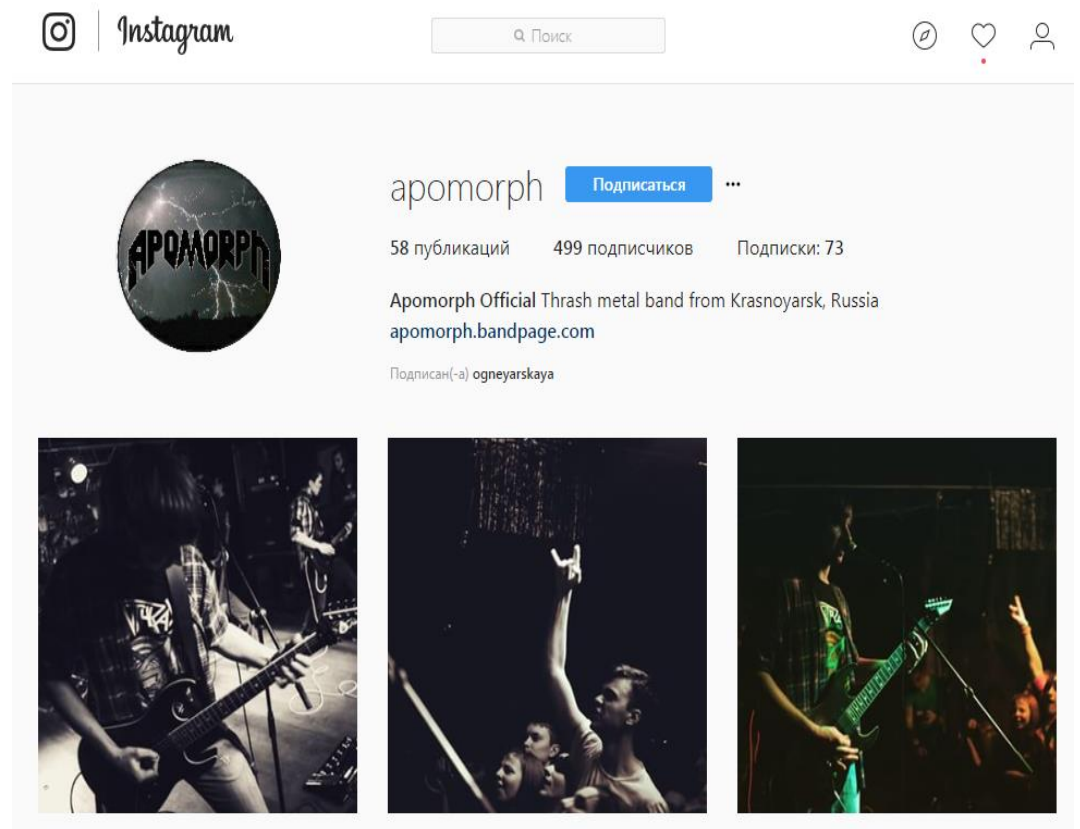 Instagram
Поиск
apomorph Подписаться ...
APOMORPH
58 публикаций 499 подписчиков Подписки: 73
Apomorph Official Thrash metal band from Krasnoyarsk, Russia
apomorph.bandpage.com
Подписан(-а) ogneyarskaya